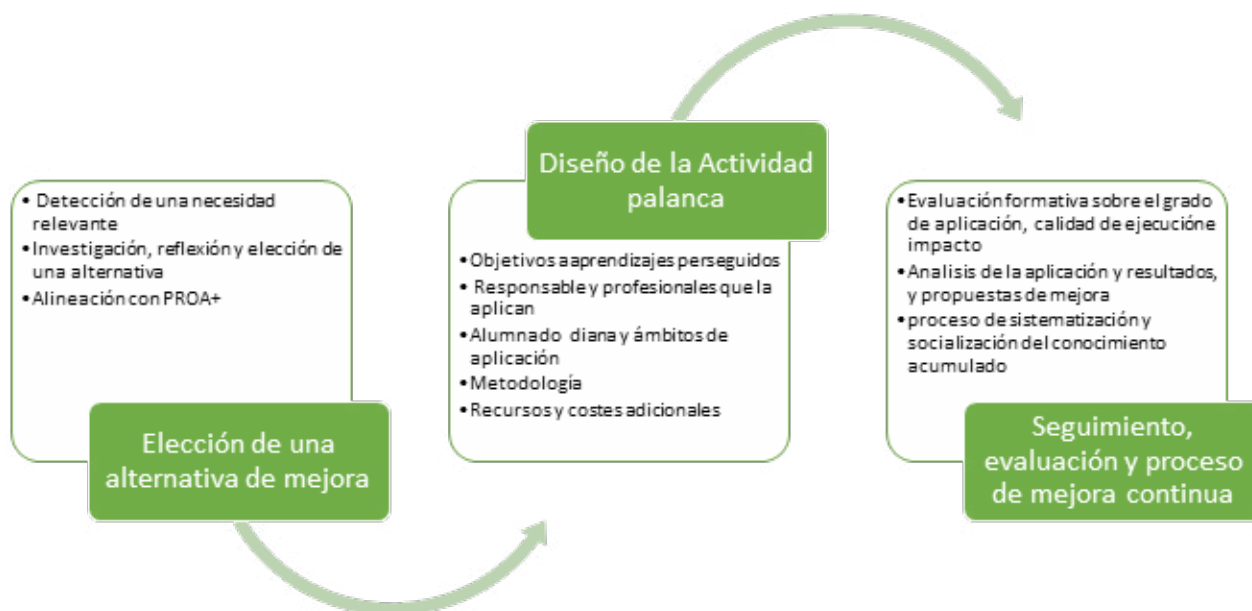 • Detección de una necesidad
relevante
• Investigación, reflexión y elección de
una alternativa
• Alineación con PROA+
Elección de una
alternativa de mejora
Diseño de la Actividad
palanca
• Objetivos aaprendizajes perseguidos
• Responsable y profesionales que la
aplican
• Alumnado diana y ámbitos de
aplicación
• Metodología
• Recursos y costes adicionales
• Evaluación formativa sobre el grado
de aplicación, calidad de ejecucióne
impacto
• Analisis de la aplicación y resultados,
y propuestas de mejora
• proceso de sistematización y
socialización del conocimiento
acumulado
Seguimiento,
evaluación y proceso
de mejora continua